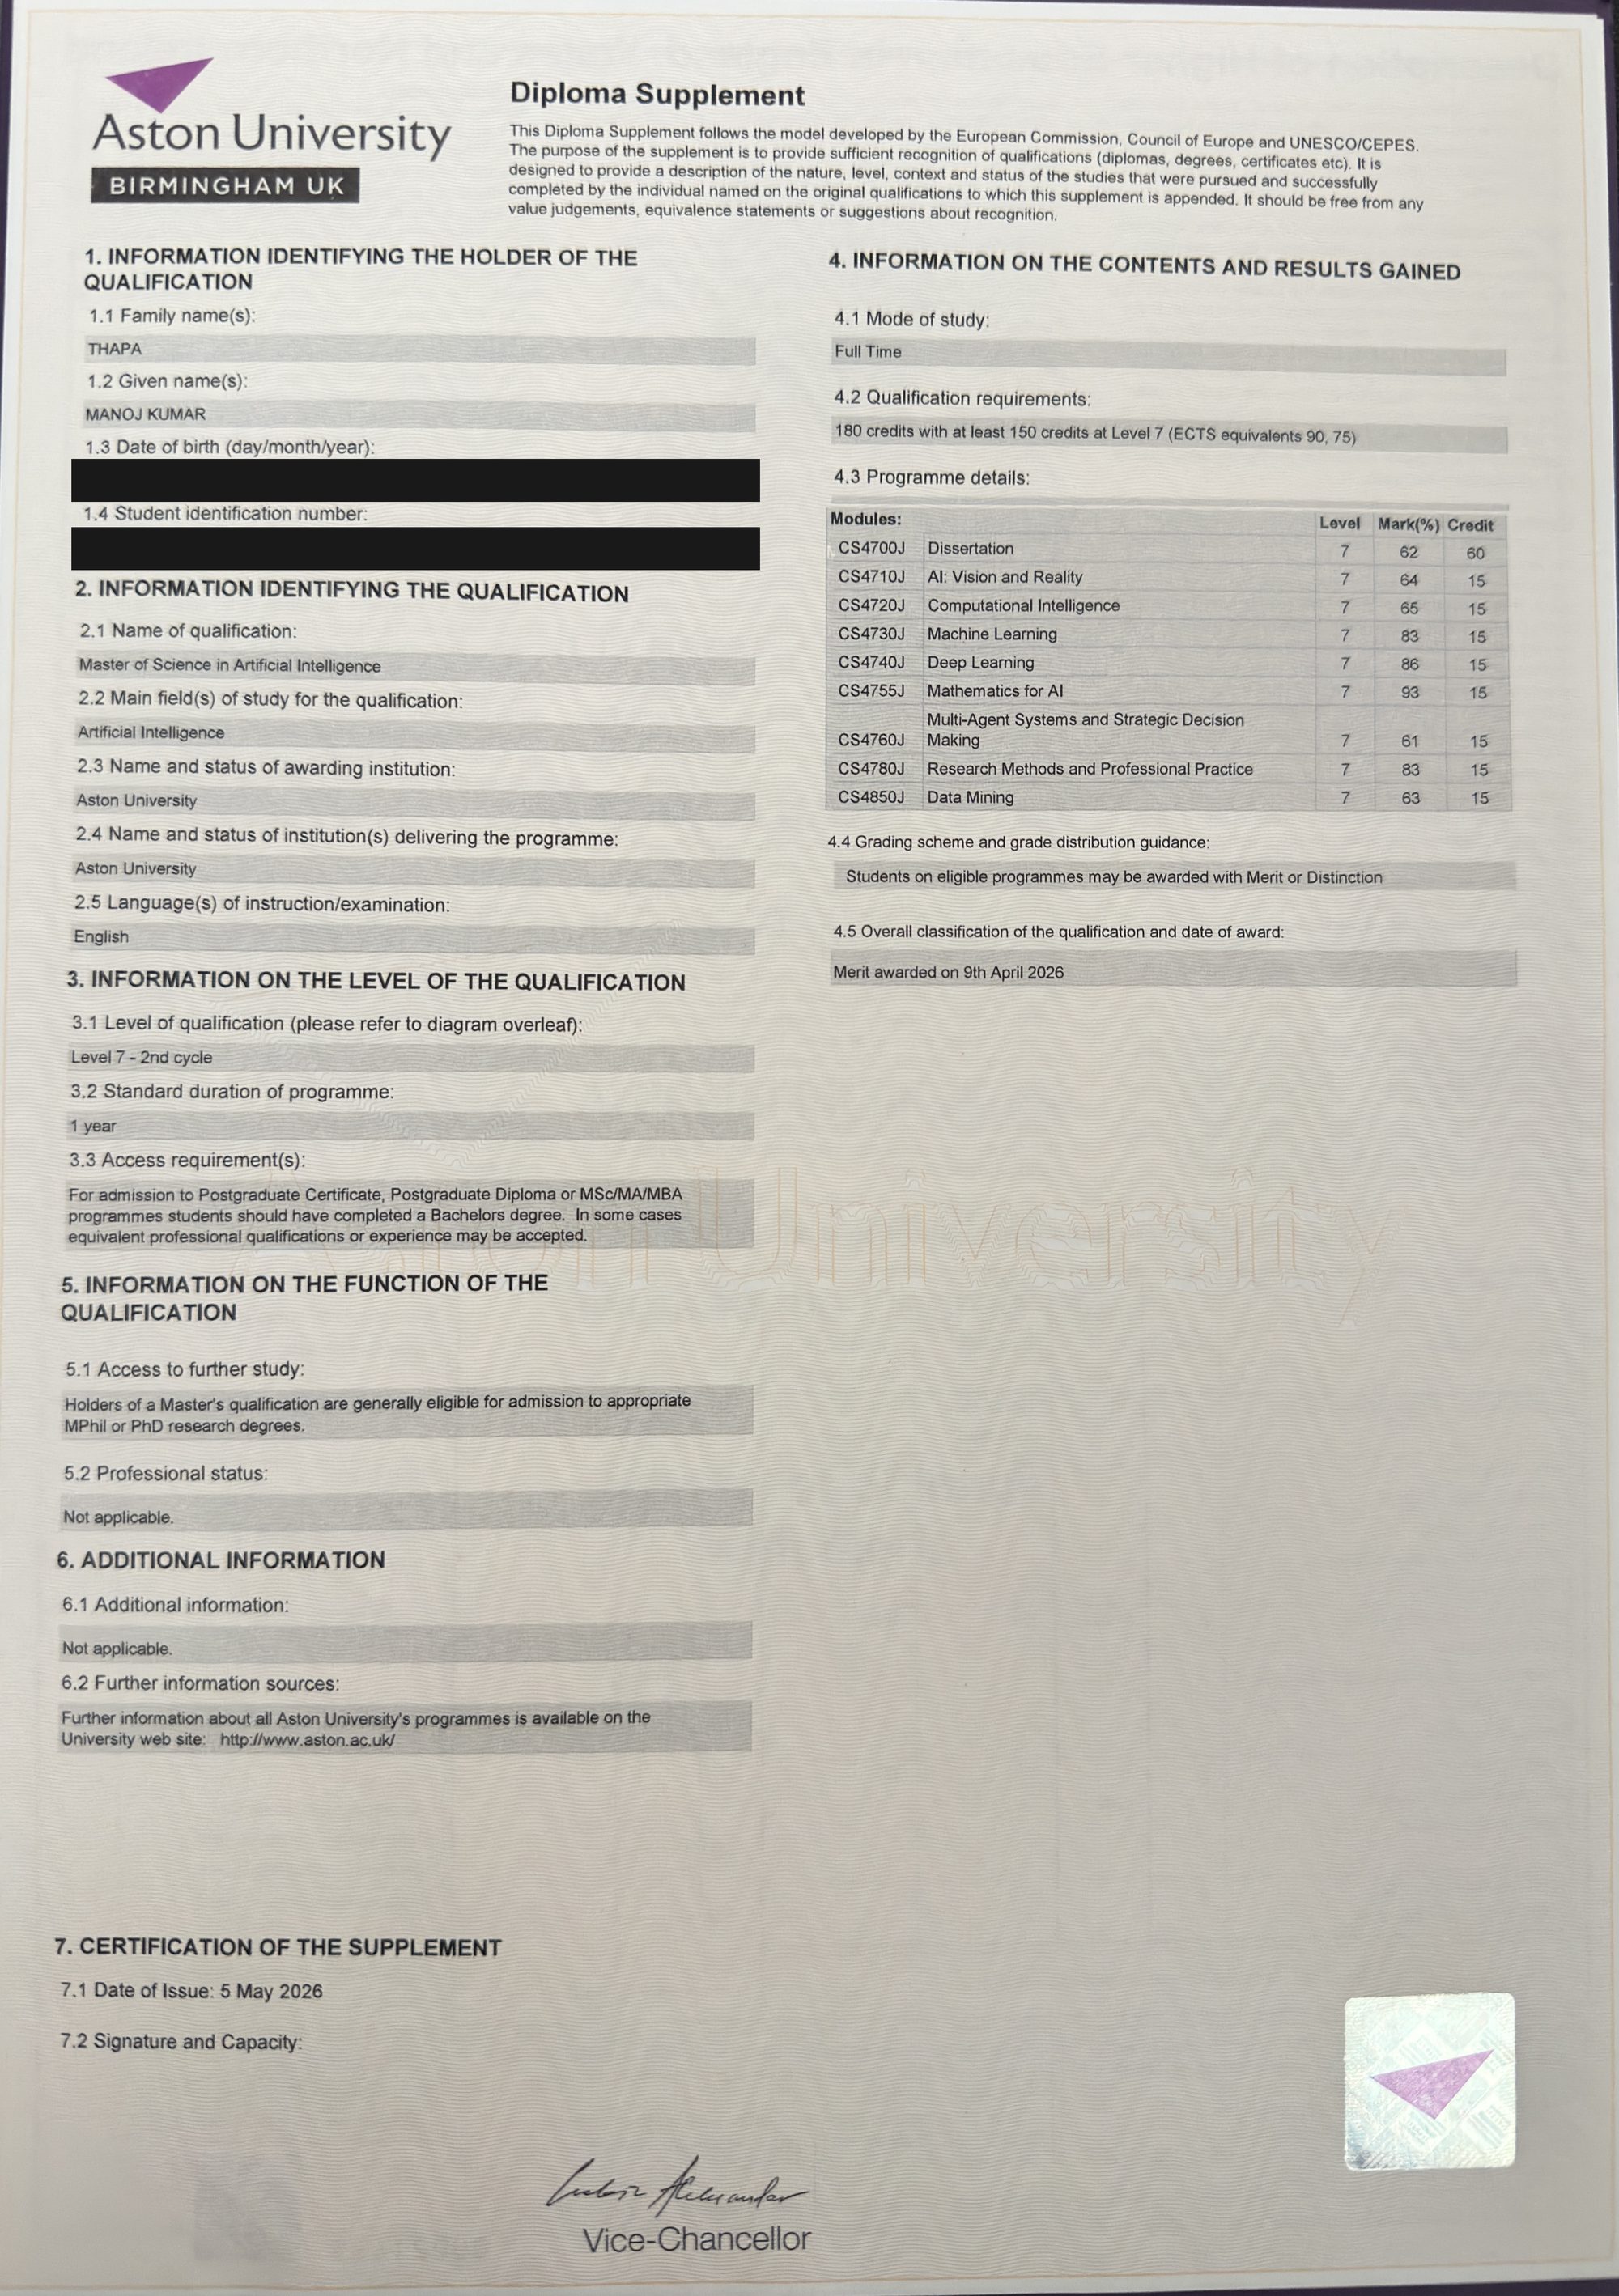 Aston University
BIRMINGHAM UK
Diploma Supplement
This Diploma Supplement follows the model developed by the European Commission, Council of Europe and UNESCO/CEPES.
The purpose of the supplement is to provide sufficient recognition of qualifications (diplomas, degrees, certificates etc). It is
designed to provide a description of the nature, level, context and status of the studies that were pursued and successfully
completed by the individual named on the original qualifications to which this supplement is appended. It should be free from any
value judgements, equivalence statements or suggestions about recognition.
1. INFORMATION IDENTIFYING THE HOLDER OF THE
QUALIFICATION
1.1 Family name(s):
THAPA
1.2 Given name(s):
MANOJ KUMAR
1.3 Date of birth (day/month/year):
1.4 Student identification number:
2. INFORMATION IDENTIFYING THE QUALIFICATION
2.1 Name of qualification:
Master of Science in Artificial Intelligence
2.2 Main field(s) of study for the qualification:
Artificial Intelligence
2.3 Name and status of awarding institution:
Aston University
2.4 Name and status of institution(s) delivering the programme:
Aston University
2.5 Language(s) of instruction/examination:
English
3. INFORMATION ON THE LEVEL OF THE QUALIFICATION
3.1 Level of qualification (please refer to diagram overleaf):
Level 7 - 2nd cycle
3.2 Standard duration of programme:
1 year
3.3 Access requirement(s):
For admission to Postgraduate Certificate, Postgraduate Diploma or MSc/MA/MBA
programmes students should have completed a Bachelors degree. In some cases
equivalent professional qualifications or experience may be accepted.
4. INFORMATION ON THE CONTENTS AND RESULTS GAINED
4.1 Mode of study:
Full Time
4.2 Qualification requirements:
180 credits with at least 150 credits at Level 7 (ECTS equivalents 90, 75)
4.3 Programme details:
Modules: Level Mark(%) Credit
CS4700J Dissertation 7 62 60
CS4710J AI: Vision and Reality 7 64 15
CS4720J Computational Intelligence 7 65 15
CS4730J Machine Learning 7 83 15
CS4740J Deep Learning 7 86 15
CS4755J Mathematics for AI 7 93 15
Multi-Agent Systems and Strategic Decision
CS4760J Making 7 61 15
CS4780J Research Methods and Professional Practice 7 83 15
CS4850J Data Mining 7 63 15
4.4 Grading scheme and grade distribution guidance:
Students on eligible programmes may be awarded with Merit or Distinction
4.5 Overall classification of the qualification and date of award:
Merit awarded on 9th April 2026
Aston University
5. INFORMATION ON THE FUNCTION OF THE
QUALIFICATION
5.1 Access to further study:
Holders of a Master's qualification are generally eligible for admission to appropriate
MPhil or PhD research degrees.
5.2 Professional status:
Not applicable.
6. ADDITIONAL INFORMATION
6.1 Additional information:
Not applicable.
6.2 Further information sources:
Further information about all Aston University's programmes is available on the
University web site: http://www.aston.ac.uk/
7. CERTIFICATION OF THE SUPPLEMENT
7.1 Date of Issue: 5 May 2026
7.2 Signature and Capacity:
Vice-Chancellor